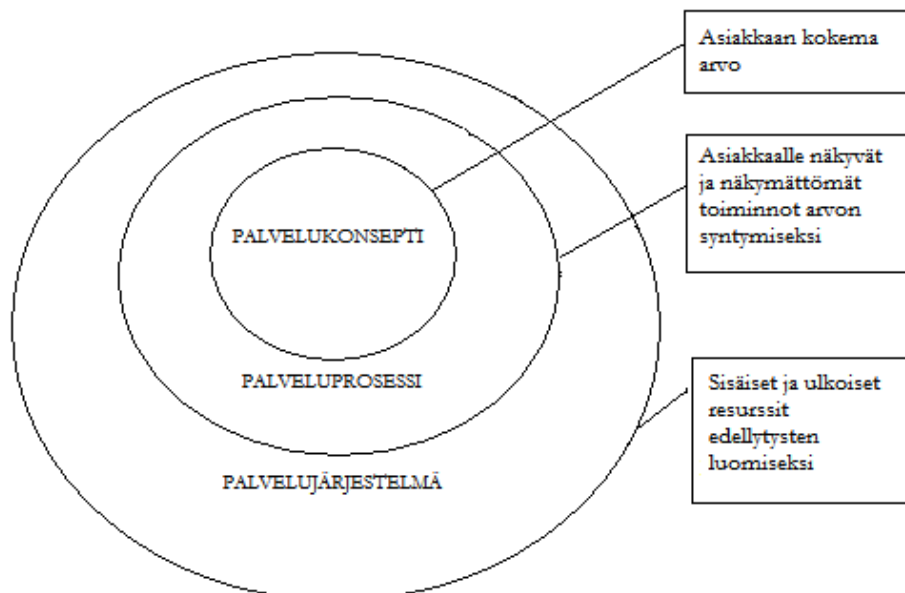 Asiakkaan kokema
arvo
Asiakkaalle näkyvät
ja näkymättömät
toiminnot arvon
syntymiseksi
PALVELUKONSEPTI
PALVELUPROSESSI
Sisäiset ja ulkoiset
resurssit
edellytysten
luomiseksi
PALVELUJÄRJESTELMÄ